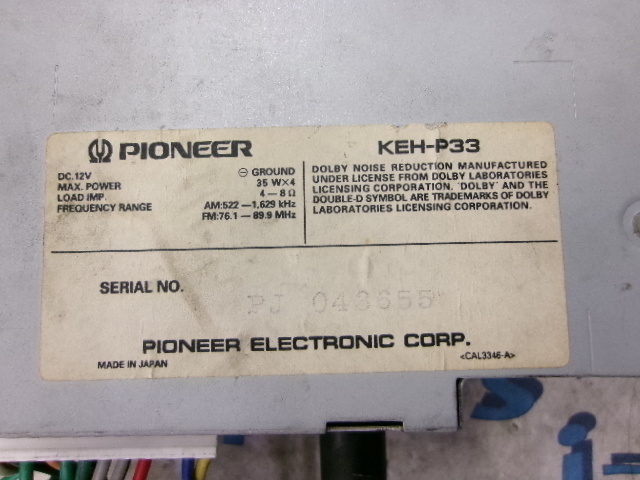 PIONEER KEH-P33
DC.12V ⊖ GROUND
MAX. POWER 35 W×4
LOAD IMP. 4 — 8 Ω
FREQUENCY RANGE AM:522 — 1,629 kHz
FM:76.1 — 89.9 MHz
DOLBY NOISE REDUCTION MANUFACTURED
UNDER LICENSE FROM DOLBY LABORATORIES
LICENSING CORPORATION. 'DOLBY' AND THE
DOUBLE-D SYMBOL ARE TRADEMARKS OF DOLBY
LABORATORIES LICENSING CORPORATION.
SERIAL NO. PJ 043655
PIONEER ELECTRONIC CORP.
MADE IN JAPAN <CAL3346-A>